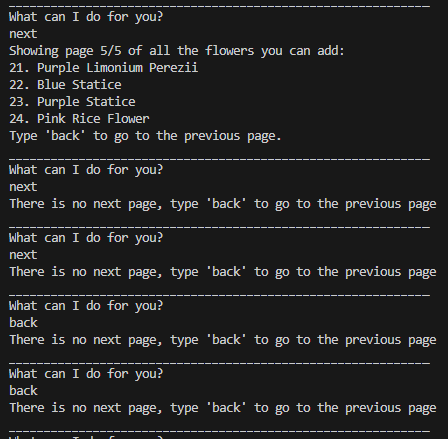 What can I do for you?
next
Showing page 5/5 of all the flowers you can add:
21. Purple Limonium Perezii
22. Blue Statice
23. Purple Statice
24. Pink Rice Flower
Type 'back' to go to the previous page.
What can I do for you?
next
There is no next page, type 'back' to go to the previous page
What can I do for you?
next
There is no next page, type 'back' to go to the previous page
What can I do for you?
back
There is no next page, type 'back' to go to the previous page
What can I do for you?
back
There is no next page, type 'back' to go to the previous page